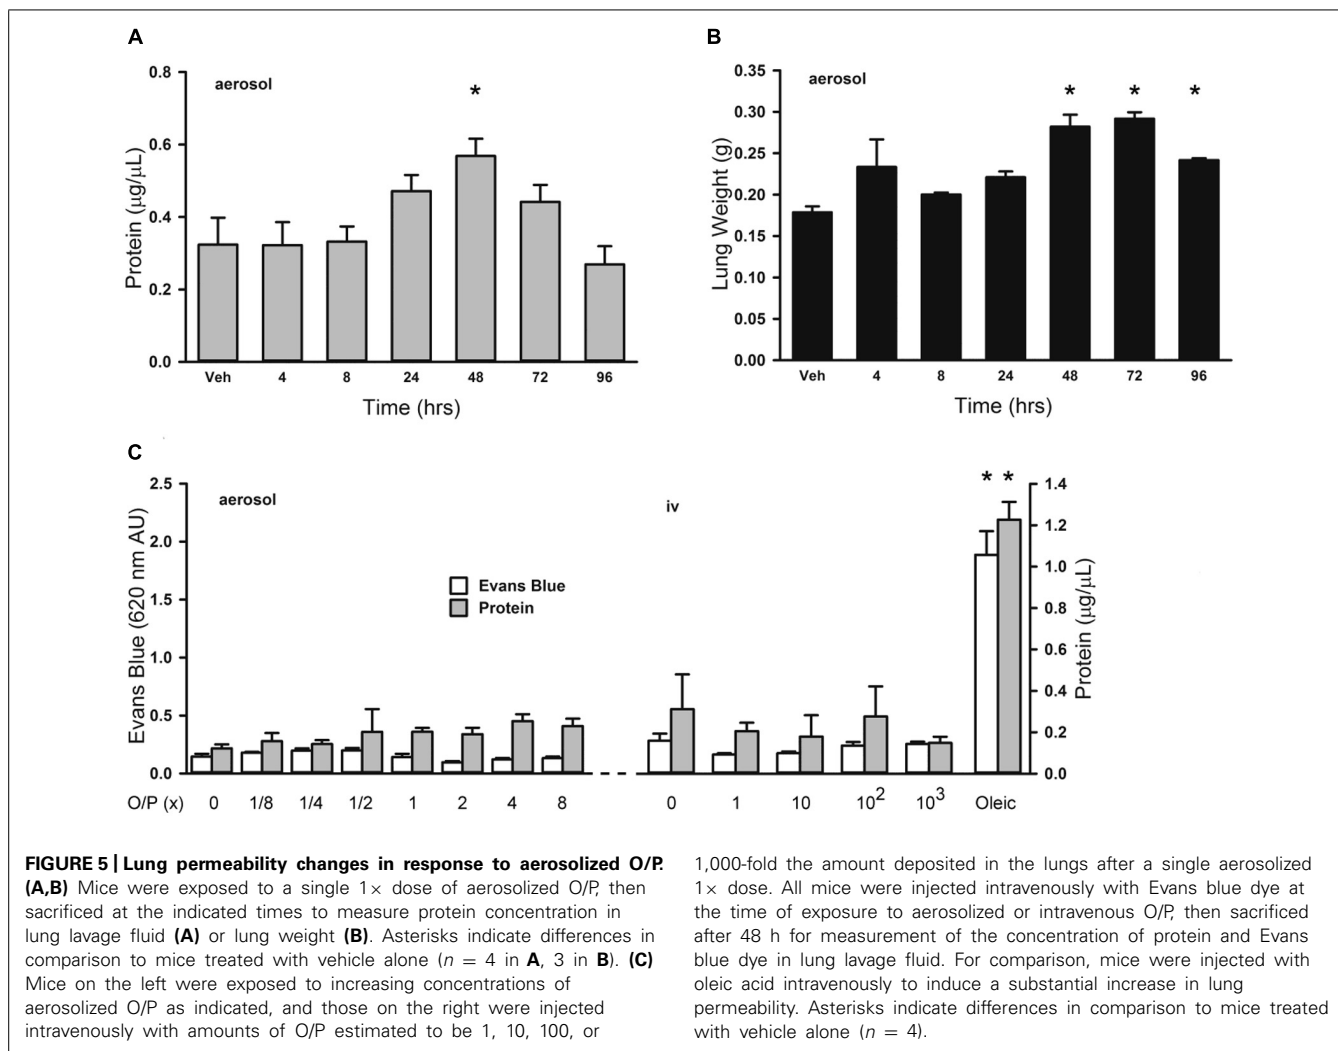 A
0.8
0.6
0.4
0.2
0.0
Protein (µg/µL)
aerosol
*
Veh 4 8 24 48 72 96
Time (hrs)
B
0.35
0.30
0.25
0.20
0.15
0.10
0.05
0.00
Lung Weight (g)
aerosol
* * *
Veh 4 8 24 48 72 96
Time (hrs)
C
2.5
2.0
1.5
1.0
0.5
0.0
Evans Blue (620 nm AU)
aerosol
iv
Evans Blue
Protein
* *
1.4
1.2
1.0
0.8
0.6
0.4
0.2
0.0
Protein (µg/µL)
O/P (x) 0 1/8 1/4 1/2 1 2 4 8 0 1 10 10² 10³ Oleic
FIGURE 5 | Lung permeability changes in response to aerosolized O/P.
(A,B) Mice were exposed to a single 1× dose of aerosolized O/P, then
sacrificed at the indicated times to measure protein concentration in
lung lavage fluid (A) or lung weight (B). Asterisks indicate differences in
comparison to mice treated with vehicle alone (n = 4 in A, 3 in B). (C)
Mice on the left were exposed to increasing concentrations of
aerosolized O/P as indicated, and those on the right were injected
intravenously with amounts of O/P estimated to be 1, 10, 100, or
1,000-fold the amount deposited in the lungs after a single aerosolized
1× dose. All mice were injected intravenously with Evans blue dye at
the time of exposure to aerosolized or intravenous O/P, then sacrificed
after 48 h for measurement of the concentration of protein and Evans
blue dye in lung lavage fluid. For comparison, mice were injected with
oleic acid intravenously to induce a substantial increase in lung
permeability. Asterisks indicate differences in comparison to mice treated
with vehicle alone (n = 4).